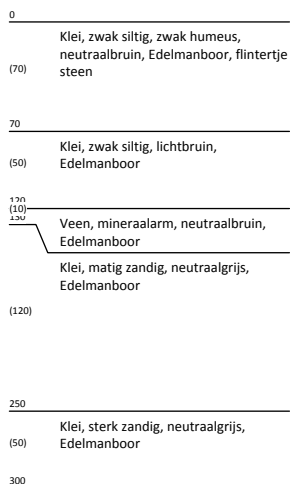 0
Klei, zwak siltig, zwak humeus,
neutraalbruin, Edelmanboor, flintertje
(70) steen
70
Klei, zwak siltig, lichtbruin,
(50) Edelmanboor
120
(10)
130
Veen, mineraalarm, neutraalbruin,
Edelmanboor
Klei, matig zandig, neutraalgrijs,
Edelmanboor
(120)
250
Klei, sterk zandig, neutraalgrijs,
(50) Edelmanboor
300